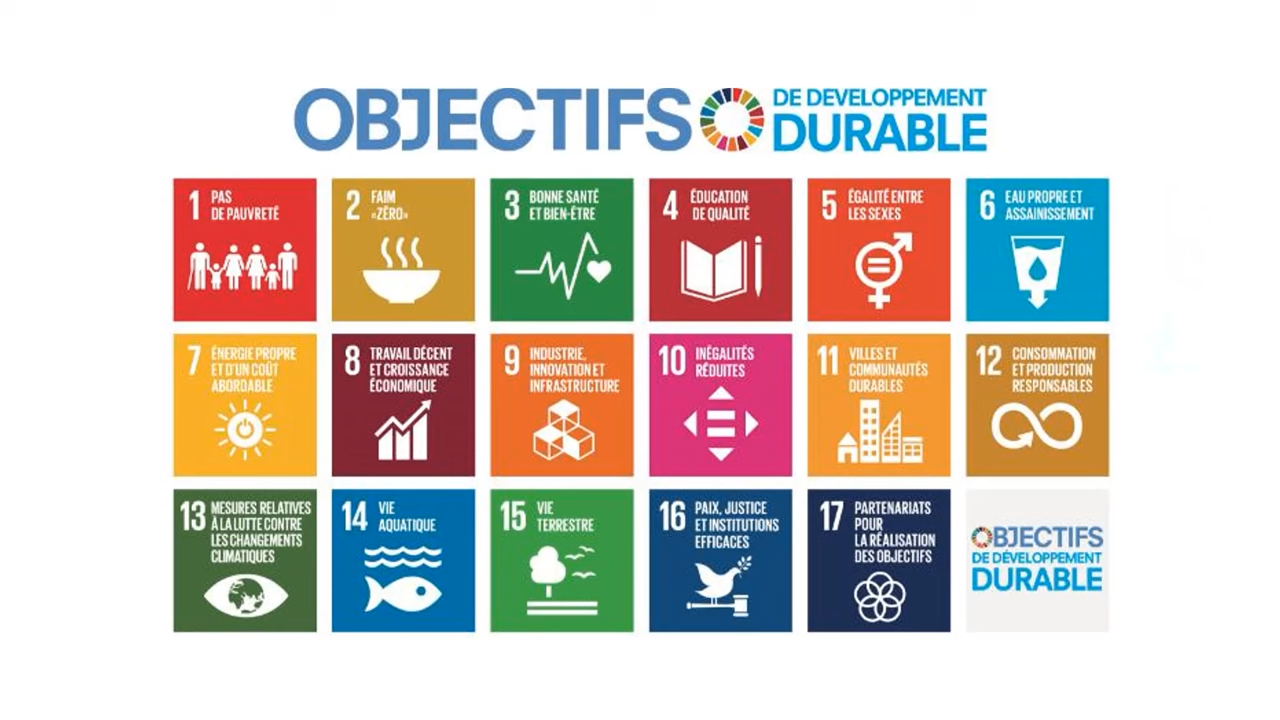 OBJECTIFS DE DEVELOPPEMENT
DURABLE
1 PAS
DE PAUVRETÉ
2 FAIM
«ZÉRO»
3 BONNE SANTÉ
ET BIEN-ÊTRE
4 ÉDUCATION
DE QUALITÉ
5 ÉGALITÉ ENTRE
LES SEXES
6 EAU PROPRE ET
ASSAINISSEMENT
7 ÉNERGIE PROPRE
ET D'UN COÛT
ABORDABLE
8 TRAVAIL DÉCENT
ET CROISSANCE
ÉCONOMIQUE
9 INDUSTRIE,
INNOVATION ET
INFRASTRUCTURE
10 INÉGALITÉS
RÉDUITES
11 VILLES ET
COMMUNAUTÉS
DURABLES
12 CONSOMMATION
ET PRODUCTION
RESPONSABLES
13 MESURES RELATIVES
À LA LUTTE CONTRE
LES CHANGEMENTS
CLIMATIQUES
14 VIE
AQUATIQUE
15 VIE
TERRESTRE
16 PAIX, JUSTICE
ET INSTITUTIONS
EFFICACES
17 PARTENARIATS
POUR
LA RÉALISATION
DES OBJECTIFS
OBJECTIFS
DE DÉVELOPPEMENT
DURABLE